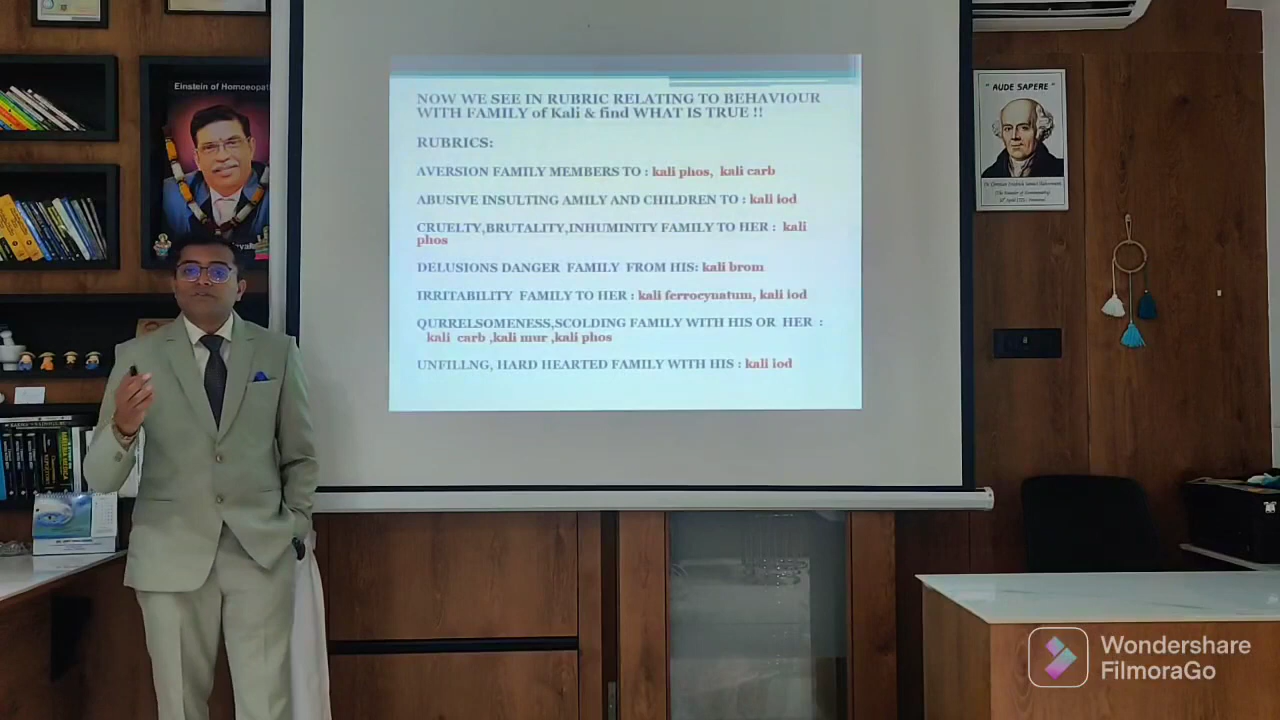 Einstein of Homoeopat
NOW WE SEE IN RUBRIC RELATING TO BEHAVIOUR
WITH FAMILY of Kali & find WHAT IS TRUE !!
RUBRICS:
AVERSION FAMILY MEMBERS TO : kali phos, kali carb
ABUSIVE INSULTING AMILY AND CHILDREN TO : kali iod
CRUELTY,BRUTALITY,INHUMINITY FAMILY TO HER : kali
phos
DELUSIONS DANGER FAMILY FROM HIS: kali brom
IRRITABILITY FAMILY TO HER : kali ferrocynatum, kali iod
QURRELSOMENESS,SCOLDING FAMILY WITH HIS OR HER :
kali carb ,kali mur ,kali phos
UNFILLNG, HARD HEARTED FAMILY WITH HIS : kali iod
" AUDE SAPERE "
Wondershare
FilmoraGo